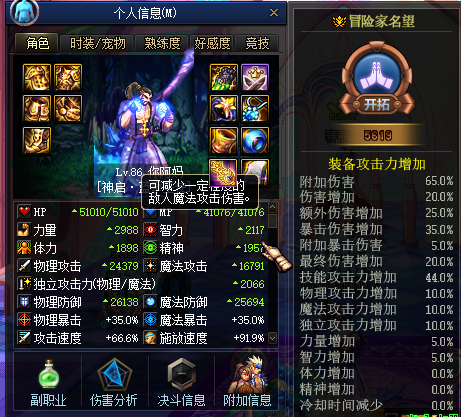 个人信息(M)
角色
时装/宠物
熟练度
好感度
竞技
Lv.86
[神启·
可减少一定程度的
敌人魔法攻击伤害。
HP 51010/51010
MP 41076/41076
力量 2988
智力 2117
体力 1898
精神 1957
物理攻击 24379
魔法攻击 16791
独立攻击力(物理/魔法) 2066
物理防御 26138
魔法防御 25694
物理暴击 +35.0%
魔法暴击 +35.0%
攻击速度 +66.6%
施放速度 +91.9%
副职业
伤害分析
决斗信息
附加信息
冒险家名望
开拓
5619
装备攻击力增加
附加伤害 65.0%
伤害增加 20.0%
额外伤害增加 25.0%
暴击伤害增加 35.0%
附加暴击伤害 5.0%
最终伤害增加 20.0%
技能攻击力增加 44.0%
物理攻击力增加 10.0%
魔法攻击力增加 10.0%
独立攻击力增加 10.0%
力量增加 5.0%
智力增加 5.0%
体力增加 0.0%
精神增加 0.0%
冷却时间减少 0.0%